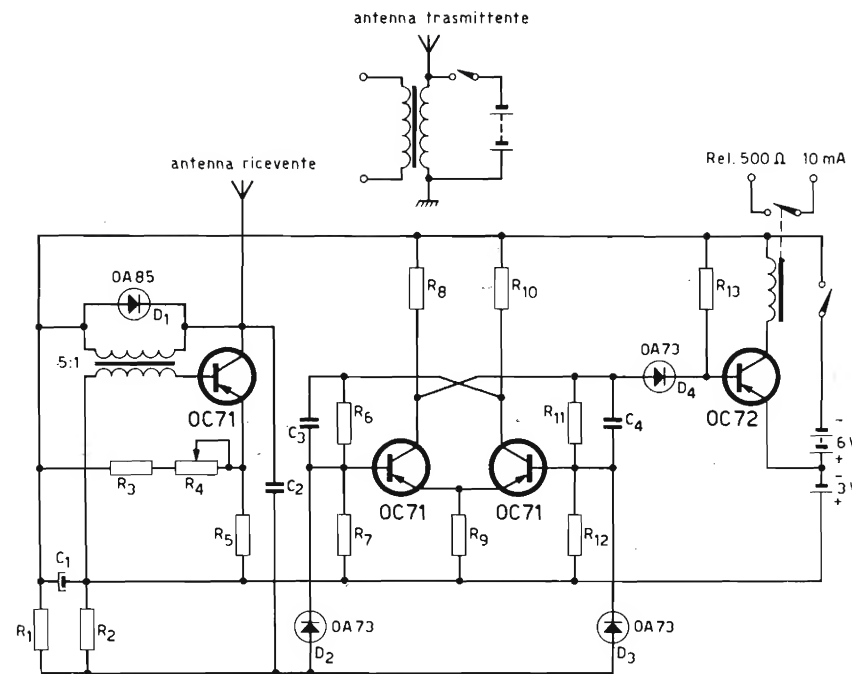 antenna trasmittente
antenna ricevente
Rel. 500 Ω 10 mA
OA85
D1
5:1
OC71
R8
R10
R13
OA73
D4
OC72
R6
R11
C3
C4
R3
R4
C2
OC71
OC71
6V
3V
R5
R7
R9
R12
C1
R1
R2
OA73
D2
OA73
D3